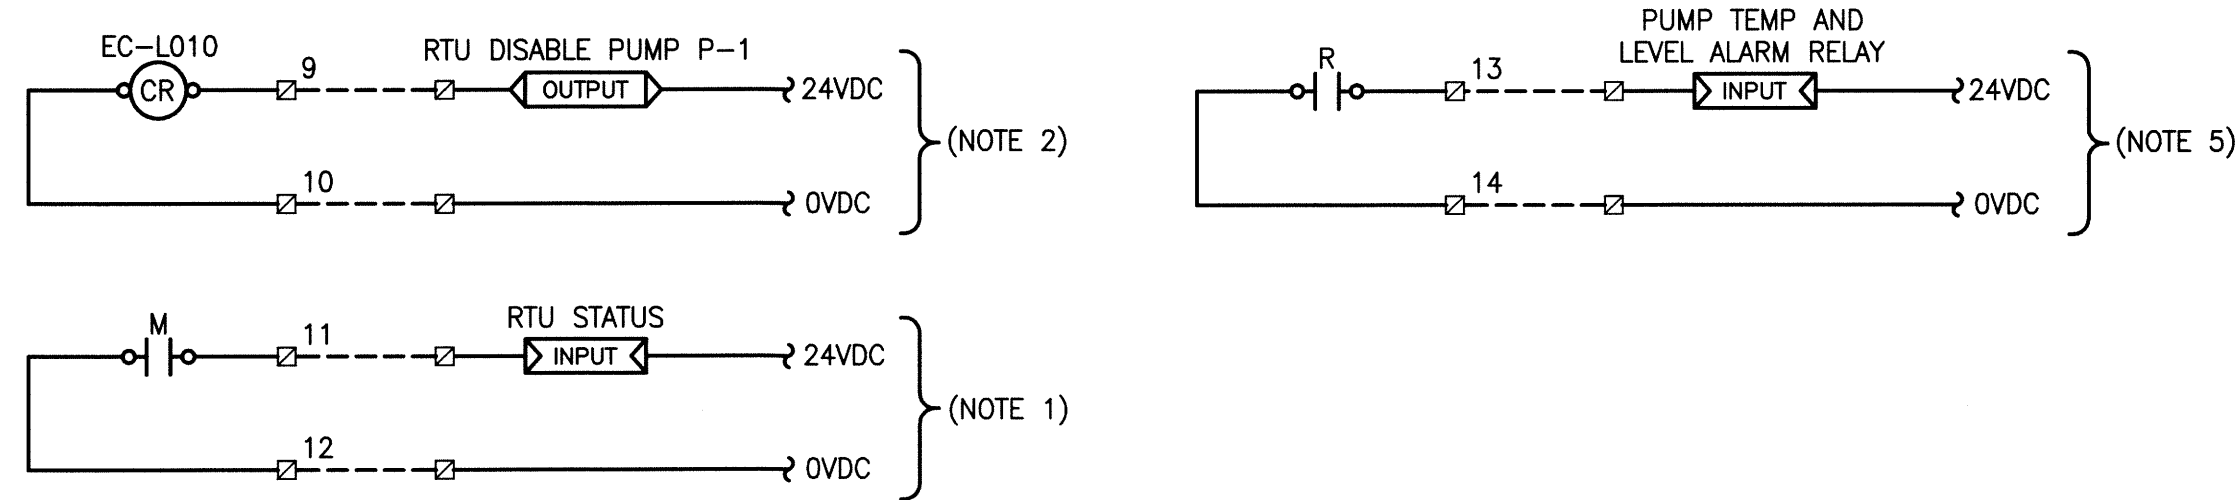 EC-L010
CR
9
RTU DISABLE PUMP P-1
OUTPUT
24VDC
10
0VDC
(NOTE 2)
M
11
RTU STATUS
INPUT
24VDC
12
0VDC
(NOTE 1)
PUMP TEMP AND
LEVEL ALARM RELAY
R
13
INPUT
24VDC
14
0VDC
(NOTE 5)